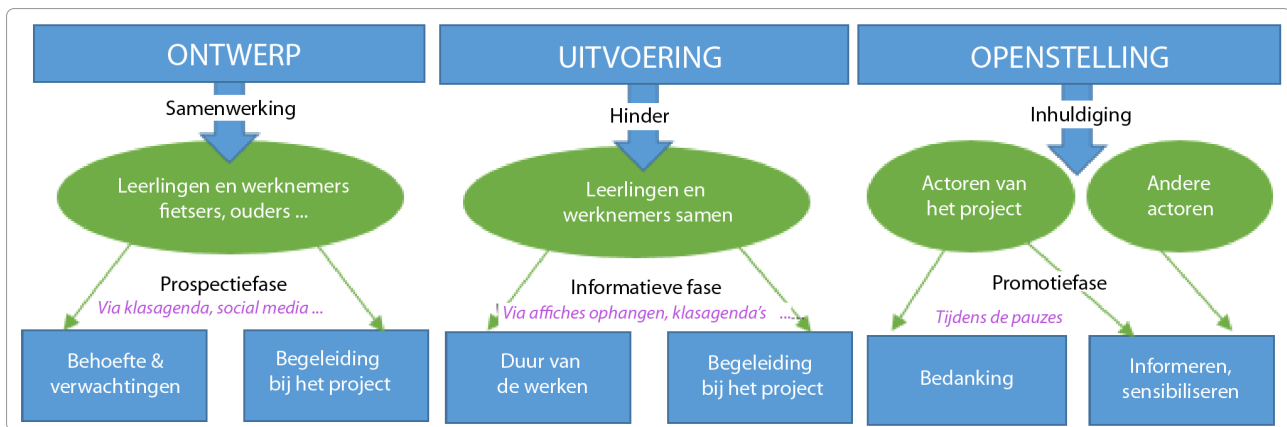 ONTWERP
Samenwerking
Leerlingen en werknemers
fietsers, ouders ...
Prospectiefase
Via klasagenda, social media ...
Behoefte &
verwachtingen
Begeleiding
bij het project
UITVOERING
Hinder
Leerlingen en
werknemers samen
Informatieve fase
Via affiches ophangen, klasagenda's ......
Duur van
de werken
Begeleiding
bij het project
OPENSTELLING
Inhuldiging
Actoren van
het project
Andere
actoren
Promotiefase
Tijdens de pauzes
Bedanking
Informeren,
sensibiliseren